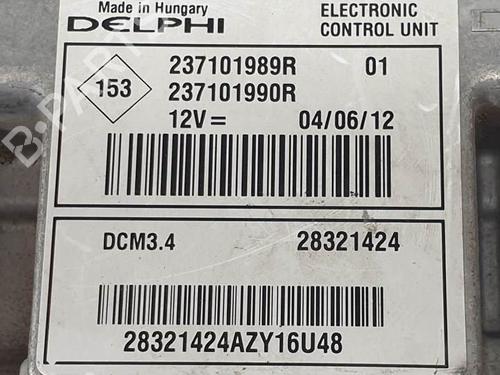 Made in Hungary
DELPHI
ELECTRONIC
CONTROL UNIT
153
237101989R 01
237101990R
12V= 04/06/12
DCM3.4 28321424
28321424AZY16U48
B-PARTS